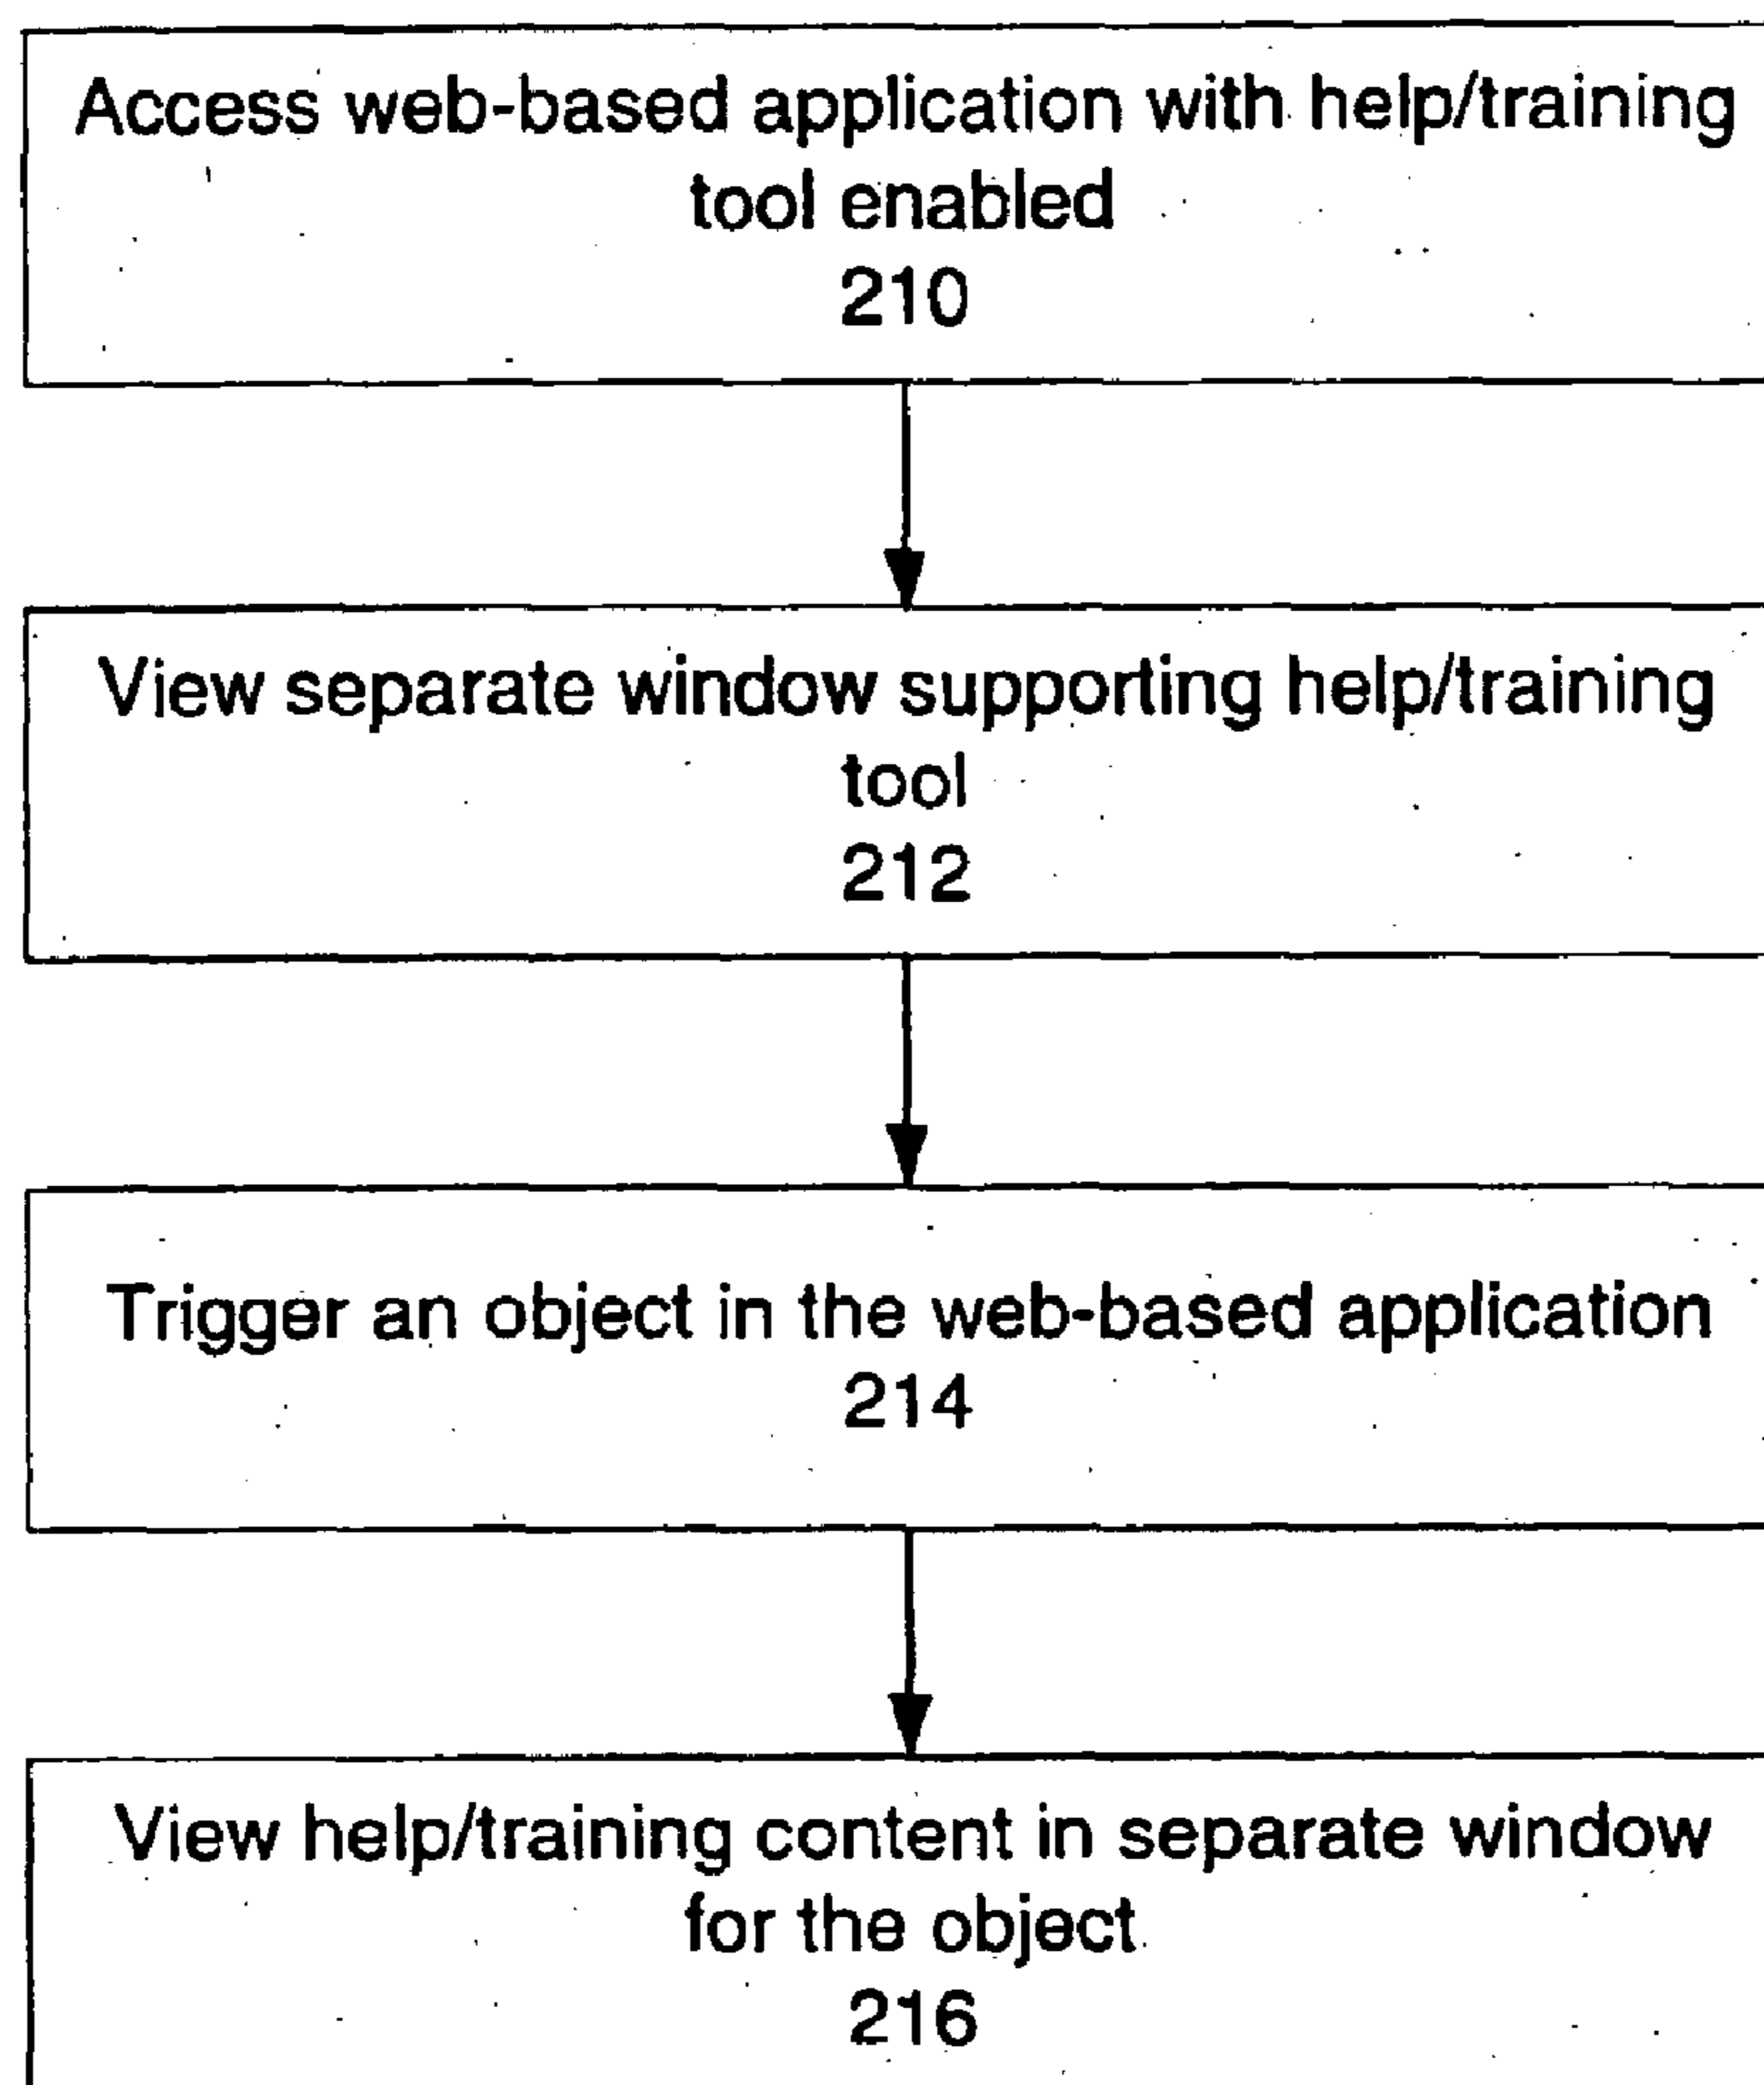 Access web-based application with help/training
tool enabled
210
View separate window supporting help/training
tool
212
Trigger an object in the web-based application
214
View help/training content in separate window
for the object
216